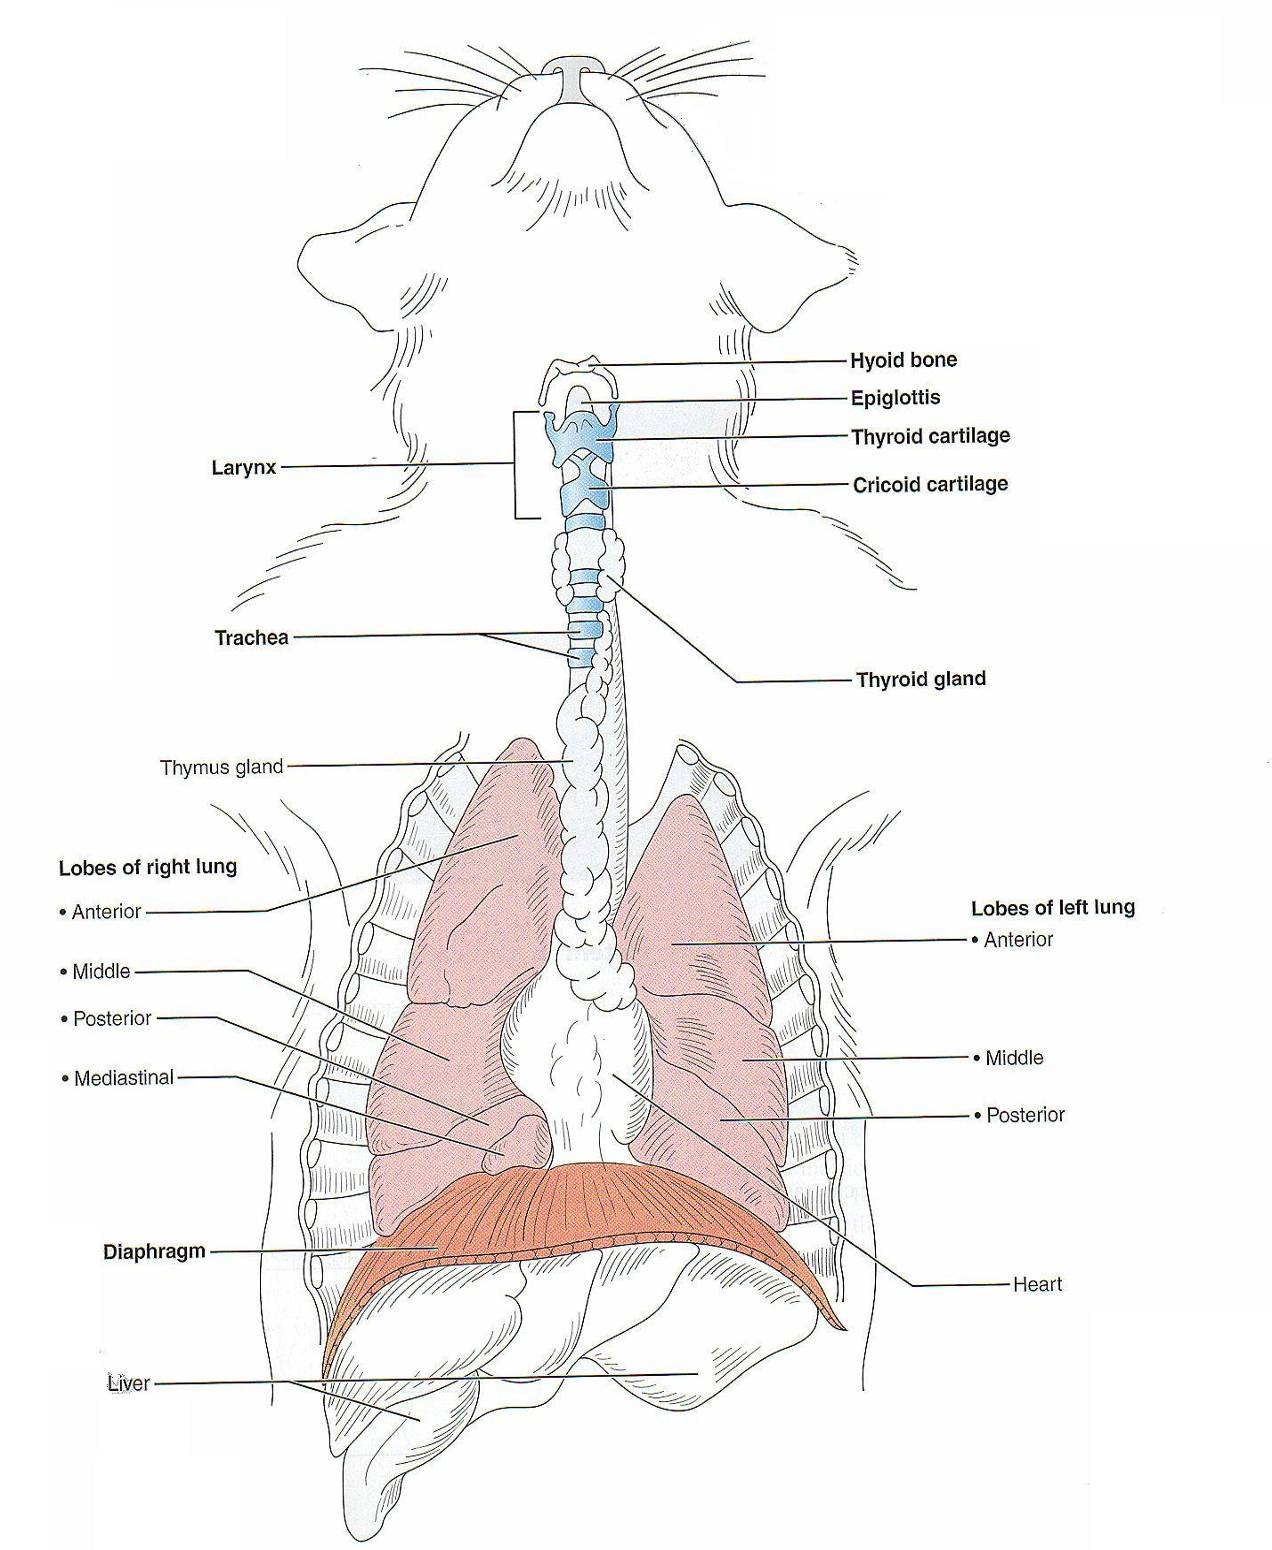 Hyoid bone
Epiglottis
Thyroid cartilage
Larynx
Cricoid cartilage
Trachea
Thyroid gland
Thymus gland
Lobes of right lung
• Anterior
• Middle
• Posterior
• Mediastinal
Lobes of left lung
• Anterior
• Middle
• Posterior
Diaphragm
Heart
Liver